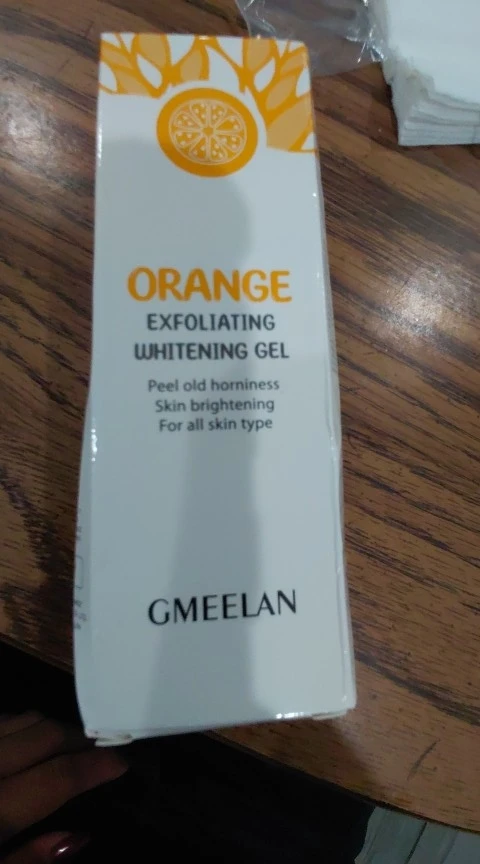 ORANGE
EXFOLIATING
WHITENING GEL
Peel old horniness
Skin brightening
For all skin type
GMEELAN